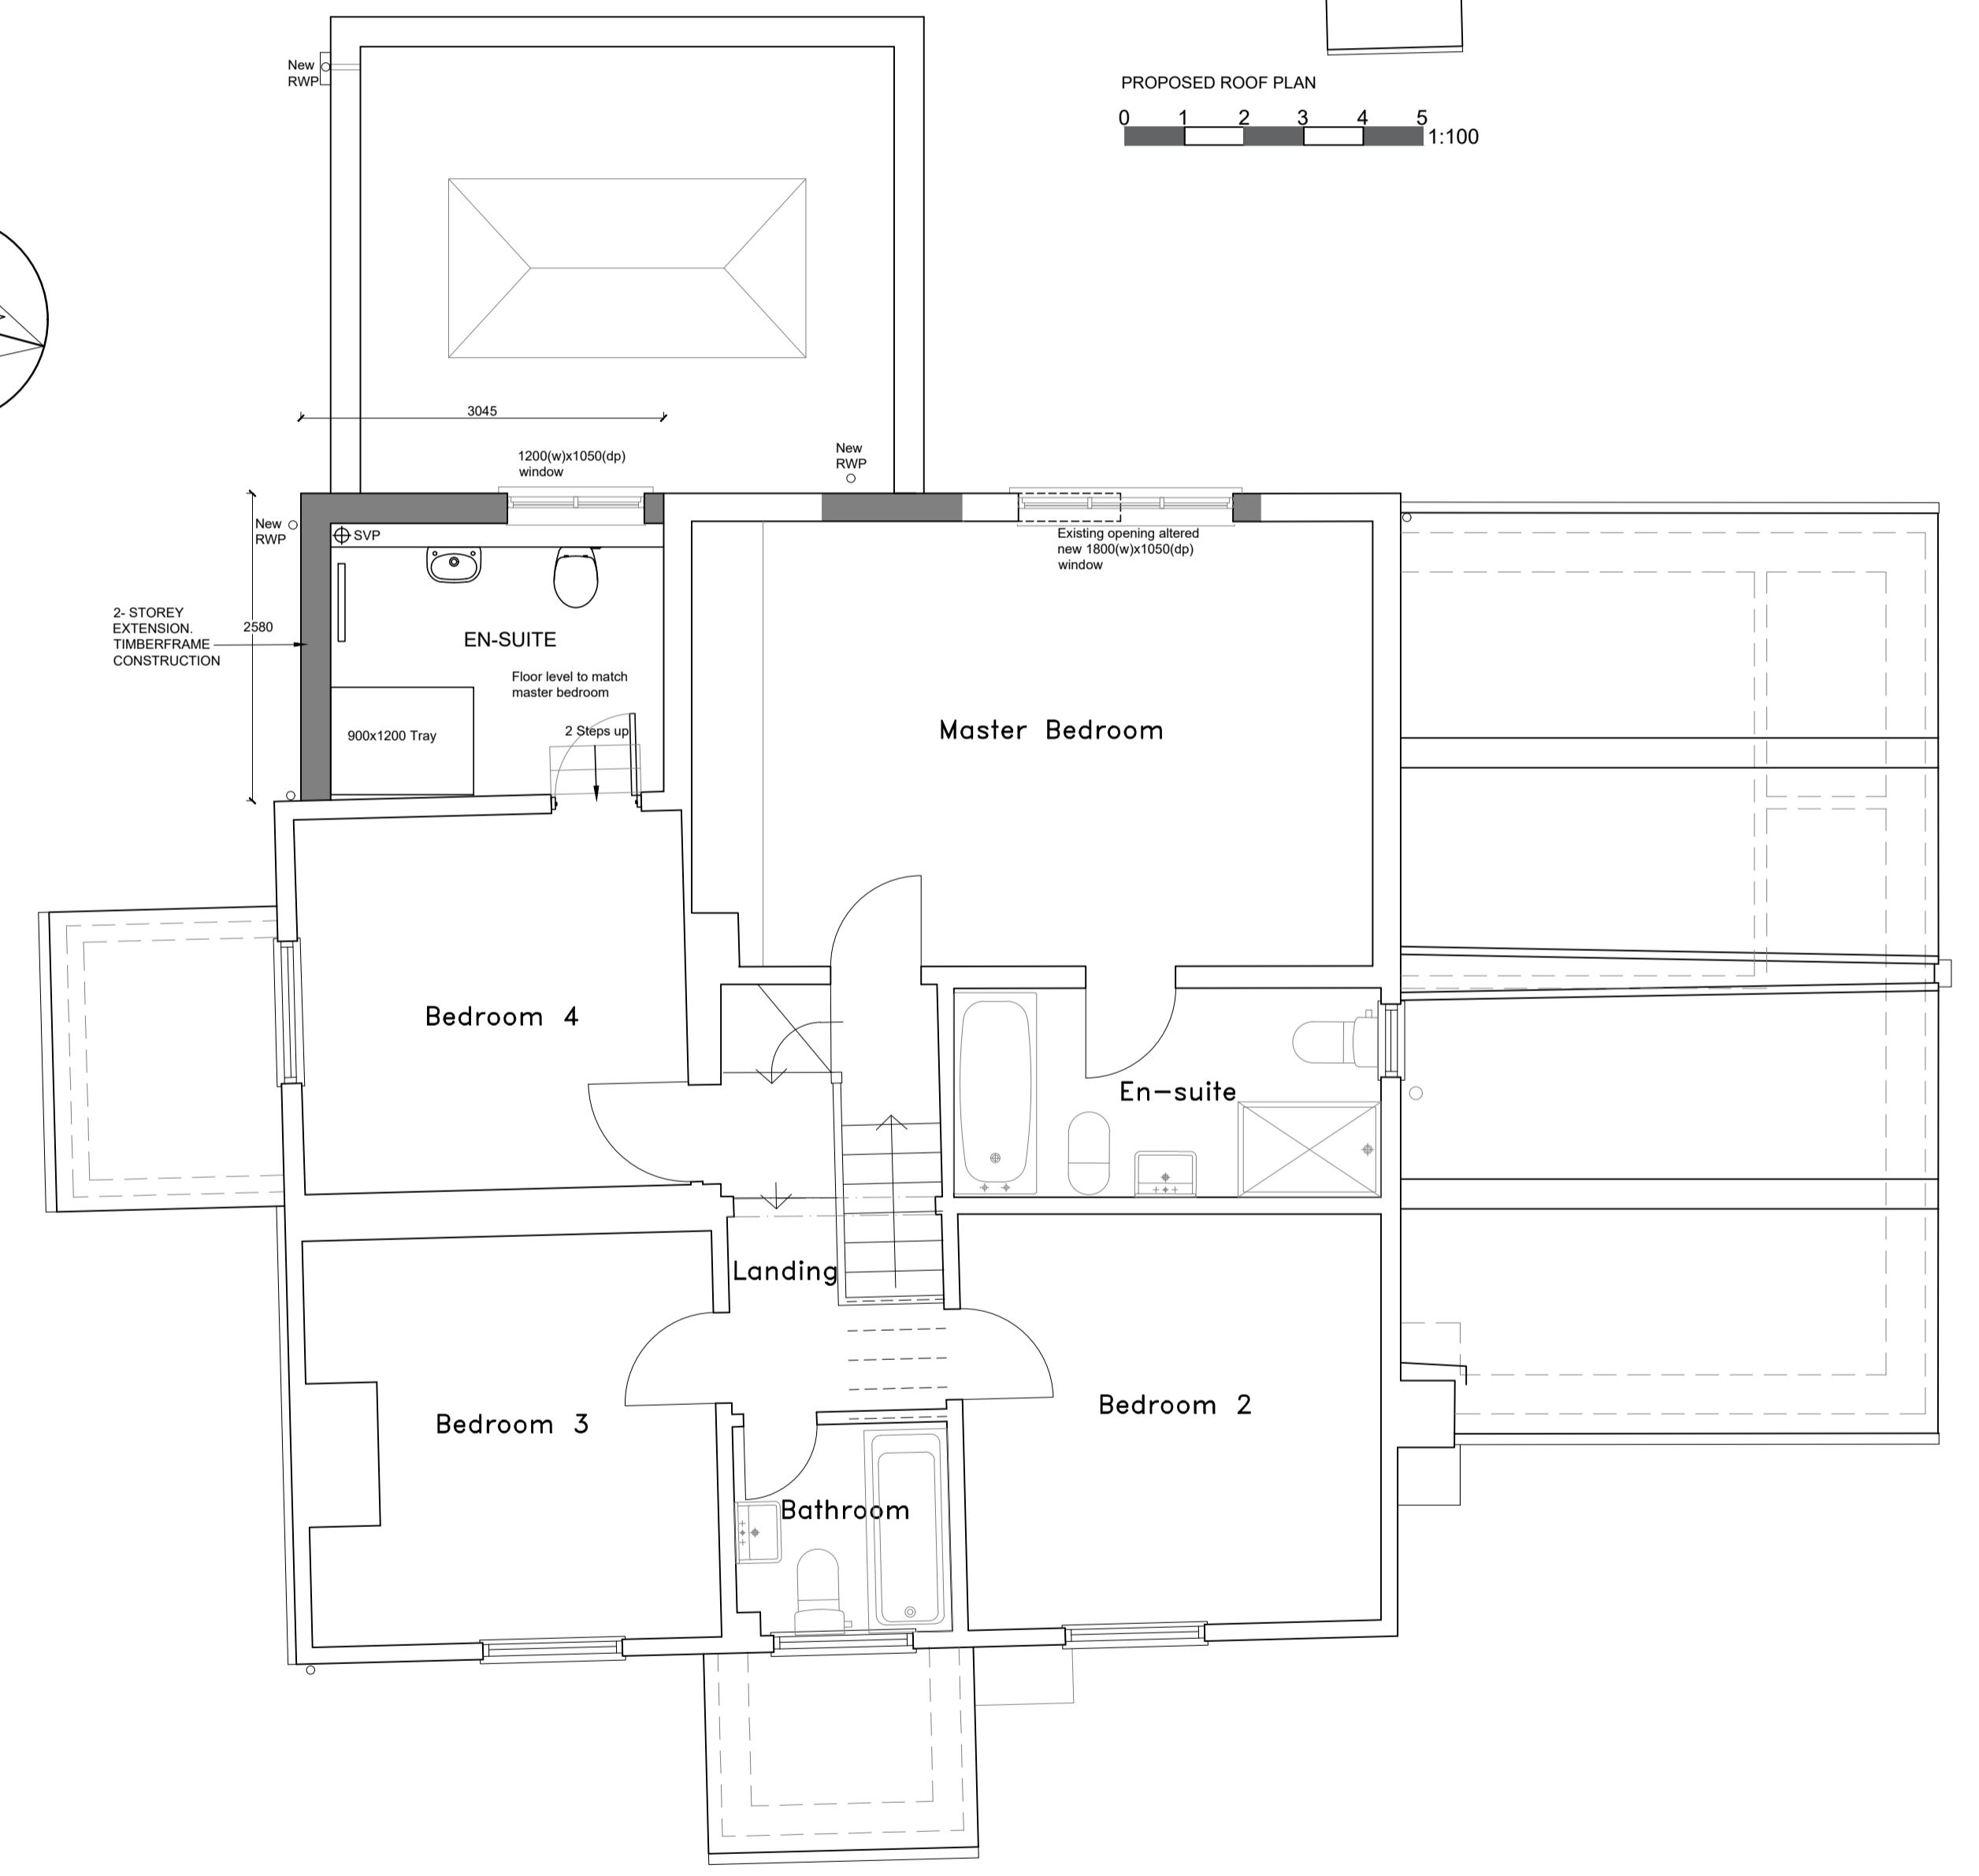 New
RWP
PROPOSED ROOF PLAN
0 1 2 3 4 5
1:100
3045
1200(w)x1050(dp)
window
New
RWP
New
RWP
SVP
Existing opening altered
new 1800(w)x1050(dp)
window
2- STOREY
EXTENSION.
TIMBERFRAME
CONSTRUCTION
2580
EN-SUITE
Floor level to match
master bedroom
2 Steps up
900x1200 Tray
Master Bedroom
Bedroom 4
En-suite
Landing
Bedroom 3
Bedroom 2
Bathroom